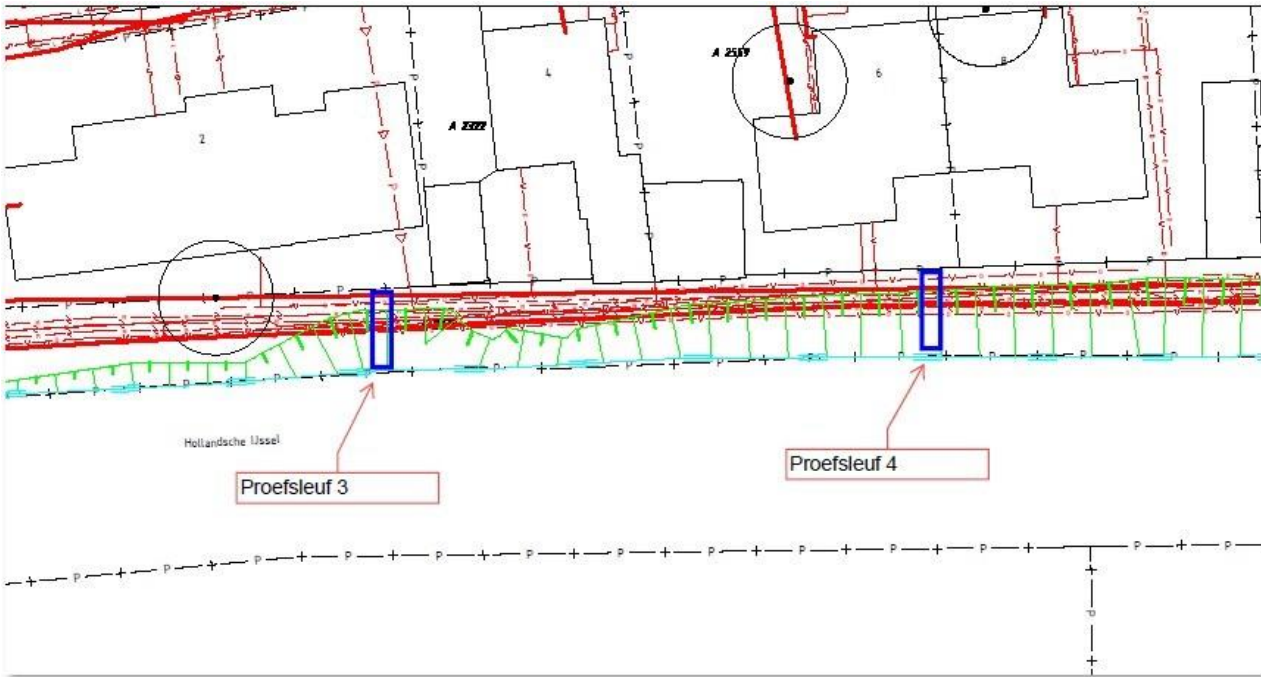 4
A 2559
6
8
A 2322
2
Hollandsche IJssel
Proefsleuf 3
Proefsleuf 4